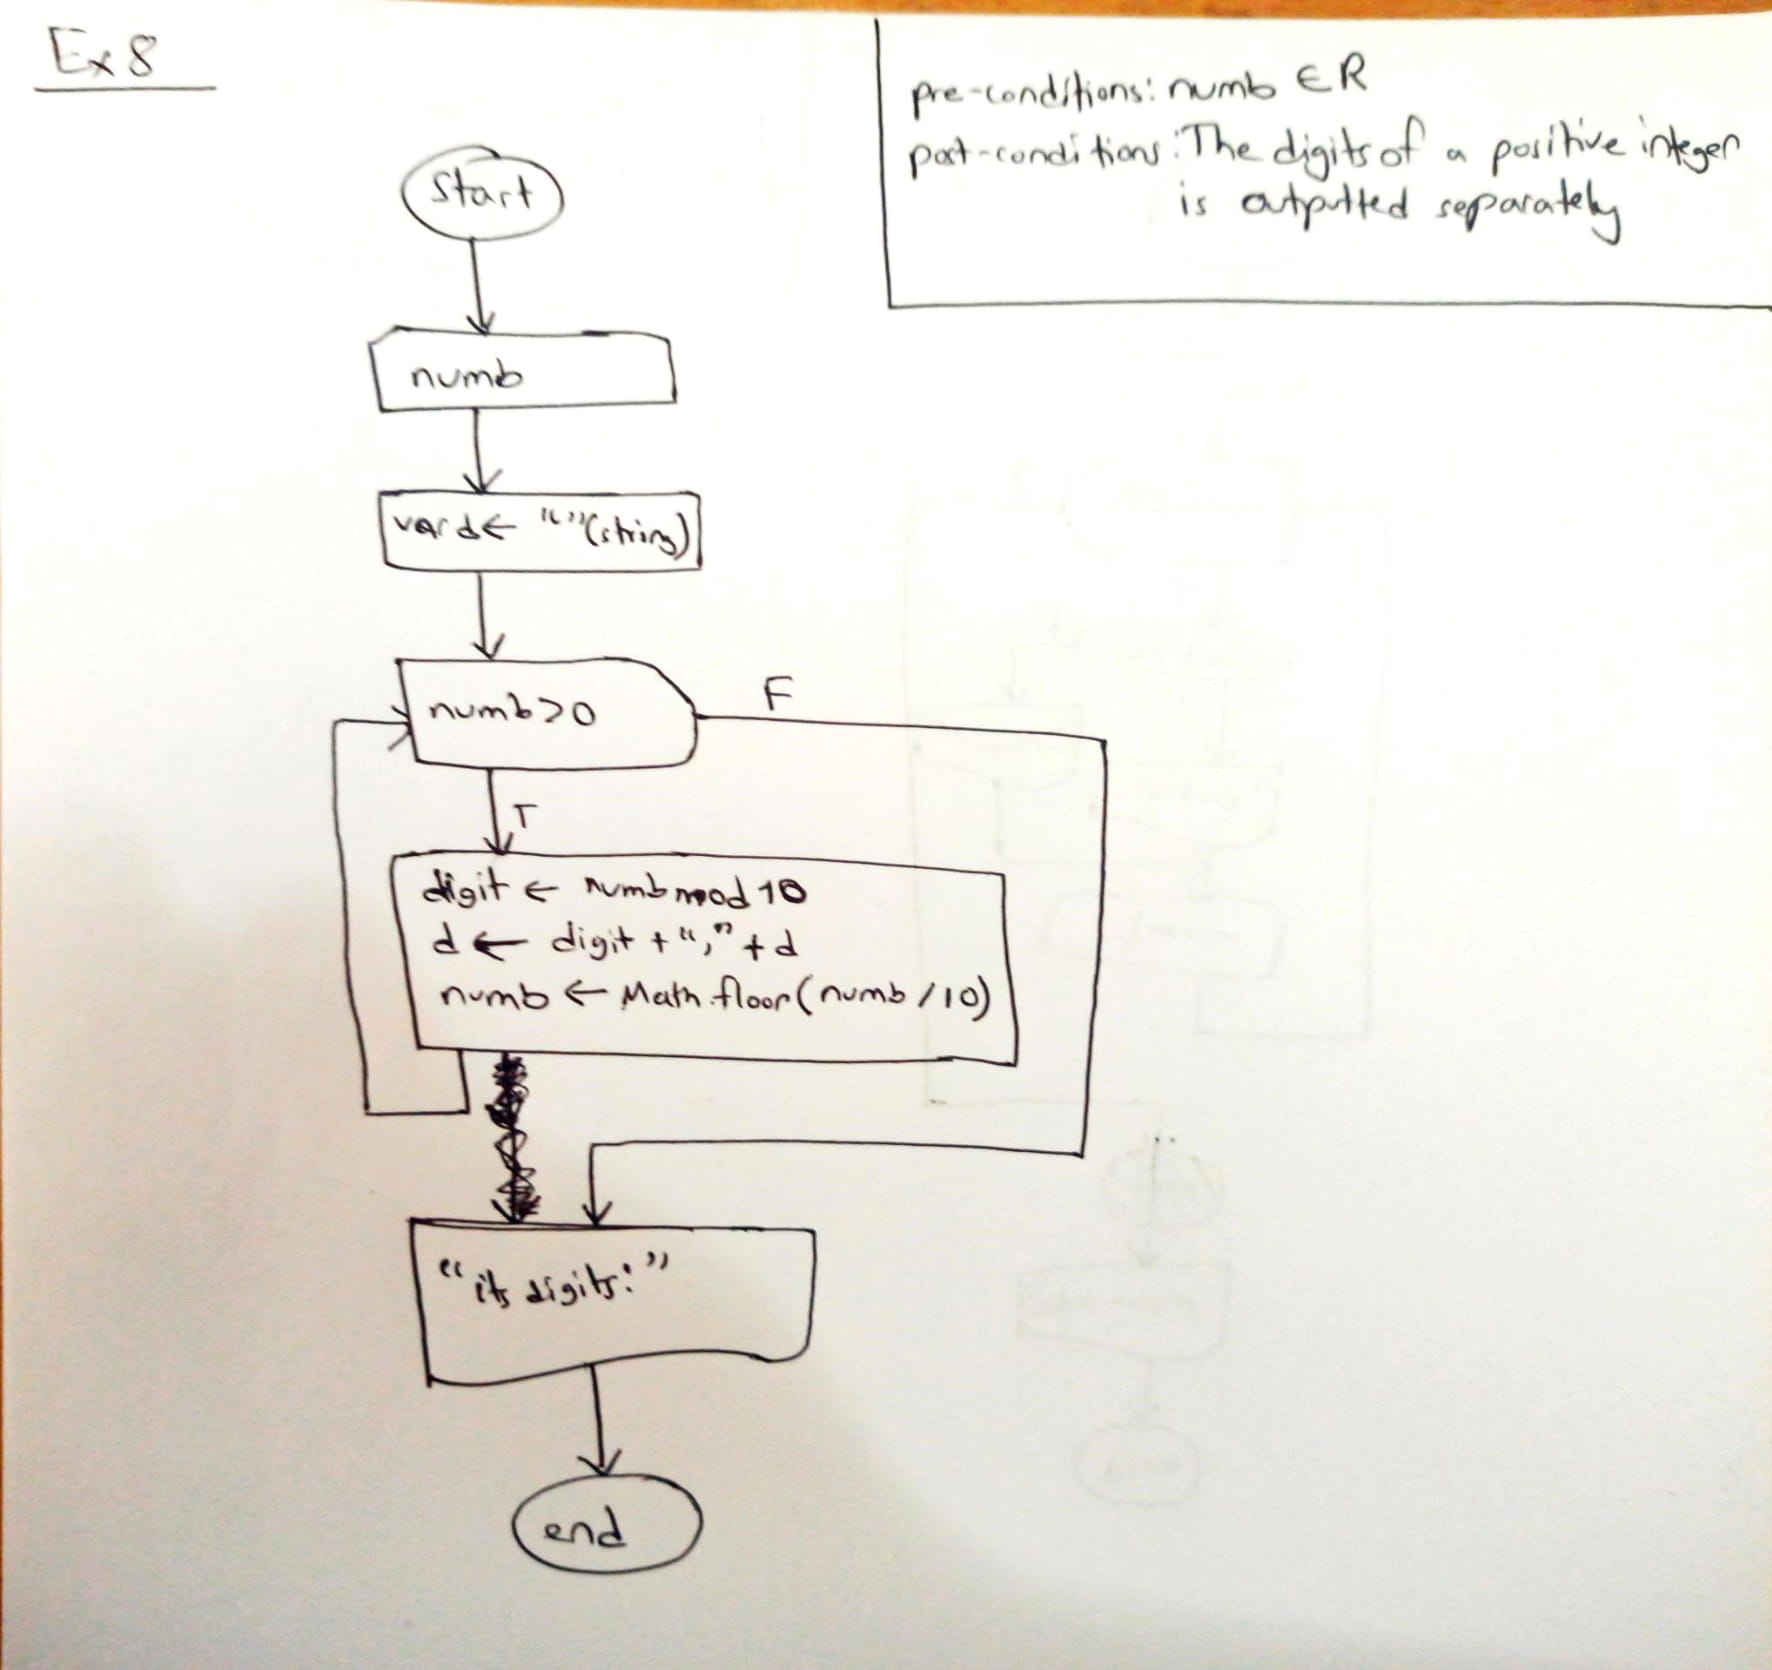 Ex 8
pre-conditions: numb ∈ R
post-conditions: The digits of a positive integer
is outputted separately
Start
numb
var d ← “”(string)
numb>0
F
T
digit ← numb mod 10
d ← digit + “,” + d
numb ← Math.floor(numb/10)
“its digits:”
end